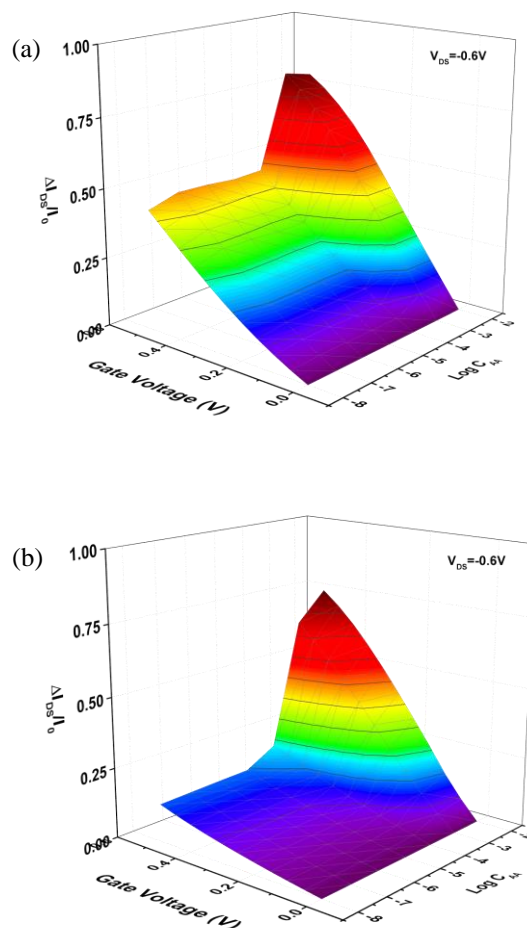 (a)
V_DS=-0.6V
1.00
0.75
0.50
0.25
0.00
ΔI_DS/I_0
0.4
0.2
0.0
Gate Voltage (V)
-8
-7
-6
-5
-4
-3
-2
Log C_AA
(b)
V_DS=-0.6V
1.00
0.75
0.50
0.25
0.00
ΔI_DS/I_0
0.4
0.2
0.0
Gate Voltage (V)
-8
-7
-6
-5
-4
-3
Log C_AA